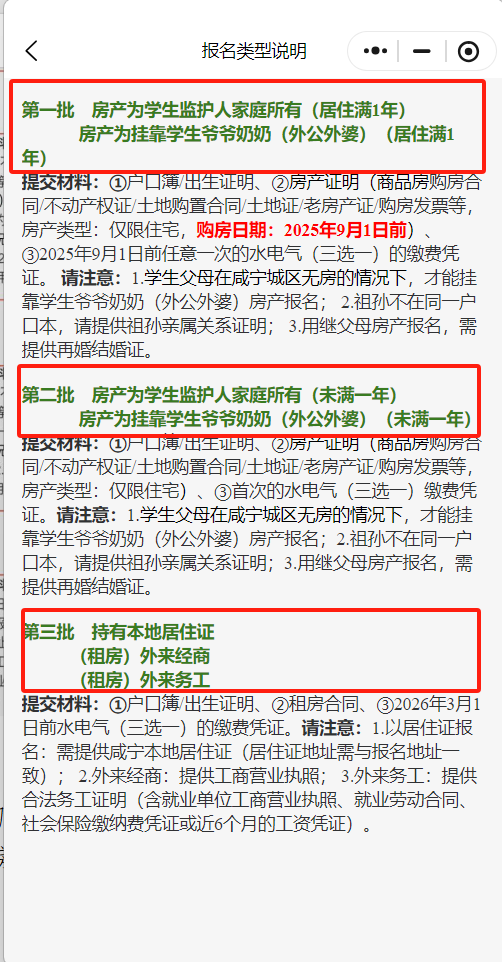 报名类型说明
第一批 房产为学生监护人家庭所有（居住满1年）
房产为挂靠学生爷爷奶奶（外公外婆）（居住满1
年）
提交材料：①户口簿/出生证明、②房产证明（商品房购房合
同/不动产权证/土地购置合同/土地证/老房产证/购房发票等，
房产类型：仅限住宅，购房日期：2025年9月1日前）、
③2025年9月1日前任意一次的水电气（三选一）的缴费凭
证。 请注意：1.学生父母在咸宁城区无房的情况下，才能挂
靠学生爷爷奶奶（外公外婆）房产报名； 2.祖孙不在同一户
口本，请提供祖孙亲属关系证明； 3.用继父母房产报名，需
提供再婚结婚证。
第二批 房产为学生监护人家庭所有（未满一年）
房产为挂靠学生爷爷奶奶（外公外婆）（未满一年）
提交材料：①户口簿/出生证明、②房产证明（商品房购房合
同/不动产权证/土地购置合同/土地证/老房产证/购房发票等，
房产类型：仅限住宅）、③首次的水电气（三选一）缴费凭
证。请注意：1.学生父母在咸宁城区无房的情况下，才能挂
靠学生爷爷奶奶（外公外婆）房产报名；2.祖孙不在同一户
口本，请提供祖孙亲属关系证明；3.用继父母房产报名，需
提供再婚结婚证。
第三批 持有本地居住证
（租房）外来经商
（租房）外来务工
提交材料：①户口簿/出生证明、②租房合同、③2026年3月1
日前水电气（三选一）的缴费凭证。请注意：1.以居住证报
名：需提供咸宁本地居住证（居住证地址需与报名地址一
致）； 2.外来经商：提供工商营业执照； 3.外来务工：提供
合法务工证明（含就业单位工商营业执照、就业劳动合同、
社会保险缴纳费凭证或近6个月的工资凭证）。